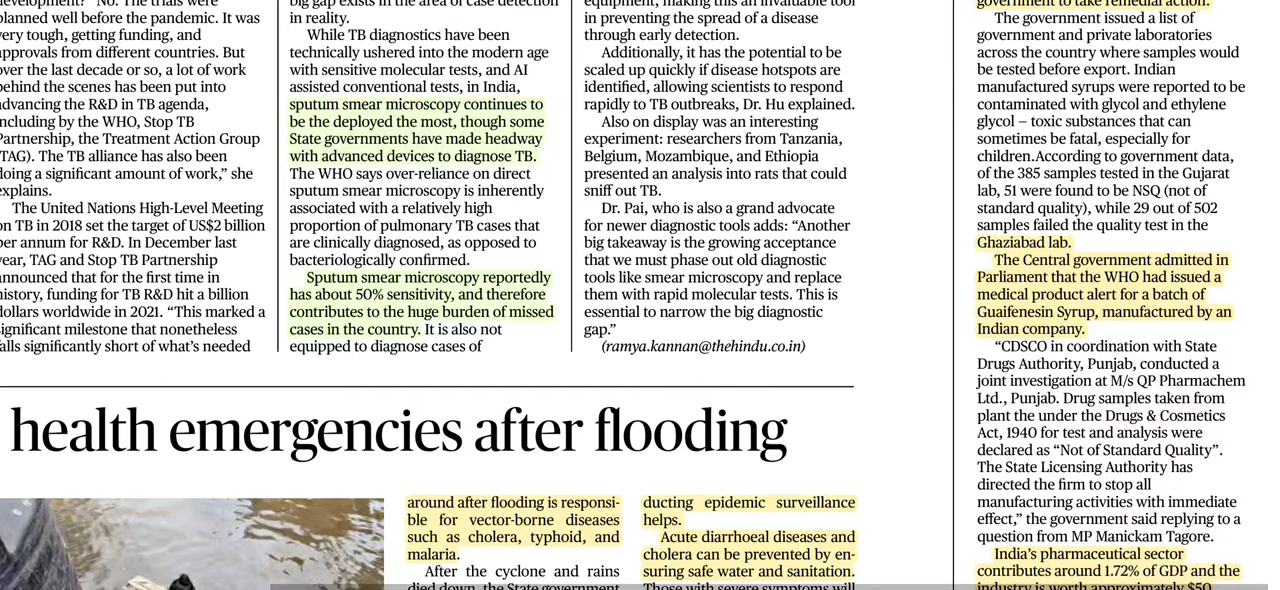 development?” No. The trials were
planned well before the pandemic. It was
very tough, getting funding, and
approvals from different countries. But
over the last decade or so, a lot of work
behind the scenes has been put into
advancing the R&D in TB agenda,
including by the WHO, Stop TB
Partnership, the Treatment Action Group
(TAG). The TB alliance has also been
doing a significant amount of work,” she
explains.
The United Nations High-Level Meeting
on TB in 2018 set the target of US$2 billion
per annum for R&D. In December last
year, TAG and Stop TB Partnership
announced that for the first time in
history, funding for TB R&D hit a billion
dollars worldwide in 2021. “This marked a
significant milestone that nonetheless
falls significantly short of what’s needed
big gap exists in the area of case detection
in reality.
While TB diagnostics have been
technically ushered into the modern age
with sensitive molecular tests, and AI
assisted conventional tests, in India,
sputum smear microscopy continues to
be the deployed the most, though some
State governments have made headway
with advanced devices to diagnose TB.
The WHO says over-reliance on direct
sputum smear microscopy is inherently
associated with a relatively high
proportion of pulmonary TB cases that
are clinically diagnosed, as opposed to
bacteriologically confirmed.
Sputum smear microscopy reportedly
has about 50% sensitivity, and therefore
contributes to the huge burden of missed
cases in the country. It is also not
equipped to diagnose cases of
equipment, making this an invaluable tool
in preventing the spread of a disease
through early detection.
Additionally, it has the potential to be
scaled up quickly if disease hotspots are
identified, allowing scientists to respond
rapidly to TB outbreaks, Dr. Hu explained.
Also on display was an interesting
experiment: researchers from Tanzania,
Belgium, Mozambique, and Ethiopia
presented an analysis into rats that could
sniff out TB.
Dr. Pai, who is also a grand advocate
for newer diagnostic tools adds: “Another
big takeaway is the growing acceptance
that we must phase out old diagnostic
tools like smear microscopy and replace
them with rapid molecular tests. This is
essential to narrow the big diagnostic
gap.”
(ramya.kannan@thehindu.co.in)
government to take remedial action.
The government issued a list of
government and private laboratories
across the country where samples would
be tested before export. Indian
manufactured syrups were reported to be
contaminated with glycol and ethylene
glycol – toxic substances that can
sometimes be fatal, especially for
children.According to government data,
of the 385 samples tested in the Gujarat
lab, 51 were found to be NSQ (not of
standard quality), while 29 out of 502
samples failed the quality test in the
Ghaziabad lab.
The Central government admitted in
Parliament that the WHO had issued a
medical product alert for a batch of
Guaifenesin Syrup, manufactured by an
Indian company.
“CDSCO in coordination with State
Drugs Authority, Punjab, conducted a
joint investigation at M/s QP Pharmachem
Ltd., Punjab. Drug samples taken from
plant the under the Drugs & Cosmetics
Act, 1940 for test and analysis were
declared as “Not of Standard Quality”.
The State Licensing Authority has
directed the firm to stop all
manufacturing activities with immediate
effect,” the government said replying to a
question from MP Manickam Tagore.
India’s pharmaceutical sector
contributes around 1.72% of GDP and the
industry is worth approximately $50
health emergencies after flooding
around after flooding is responsi-
ble for vector-borne diseases
such as cholera, typhoid, and
malaria.
After the cyclone and rains
died down, the State government
ducting epidemic surveillance
helps.
Acute diarrhoeal diseases and
cholera can be prevented by en-
suring safe water and sanitation.
Those with severe symptoms will